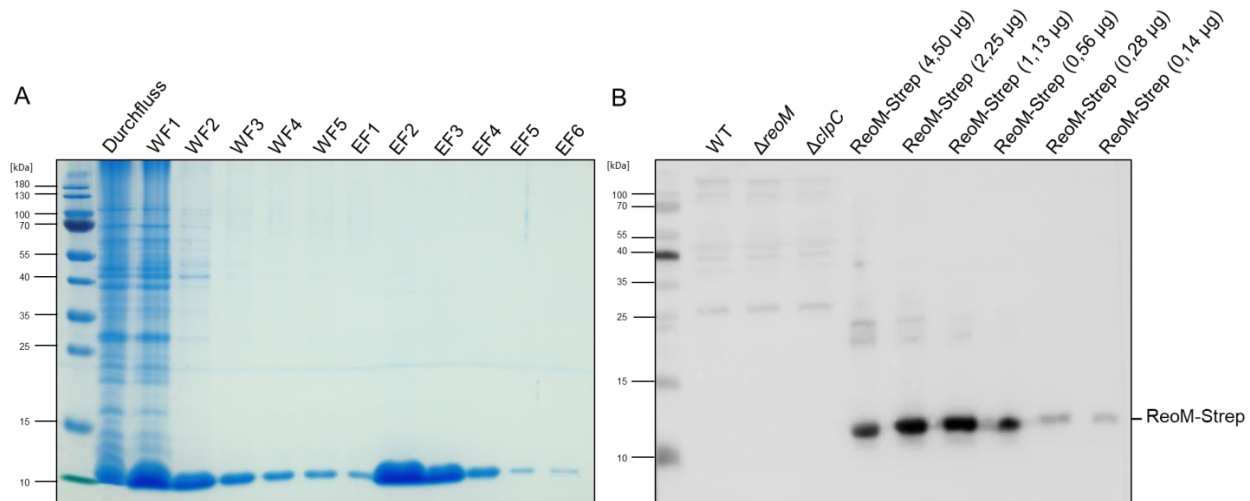 A
Durchfluss
WF1
WF2
WF3
WF4
WF5
EF1
EF2
EF3
EF4
EF5
EF6
[kDa]
180
130
100
70
55
40
35
25
15
10
B
WT
ΔreoM
ΔclpC
ReoM-Strep (4,50 µg)
ReoM-Strep (2,25 µg)
ReoM-Strep (1,13 µg)
ReoM-Strep (0,56 µg)
ReoM-Strep (0,28 µg)
ReoM-Strep (0,14 µg)
[kDa]
100
70
55
40
35
25
15
10
ReoM-Strep